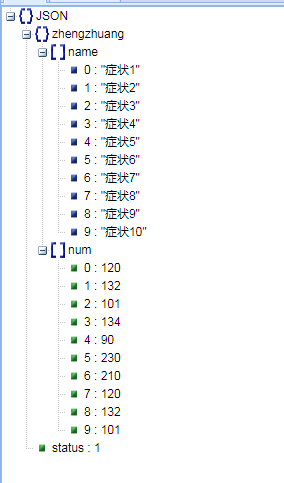 JSON
zhengzhuang
name
0 : "症状1"
1 : "症状2"
2 : "症状3"
3 : "症状4"
4 : "症状5"
5 : "症状6"
6 : "症状7"
7 : "症状8"
8 : "症状9"
9 : "症状10"
num
0 : 120
1 : 132
2 : 101
3 : 134
4 : 90
5 : 230
6 : 210
7 : 120
8 : 132
9 : 101
status : 1